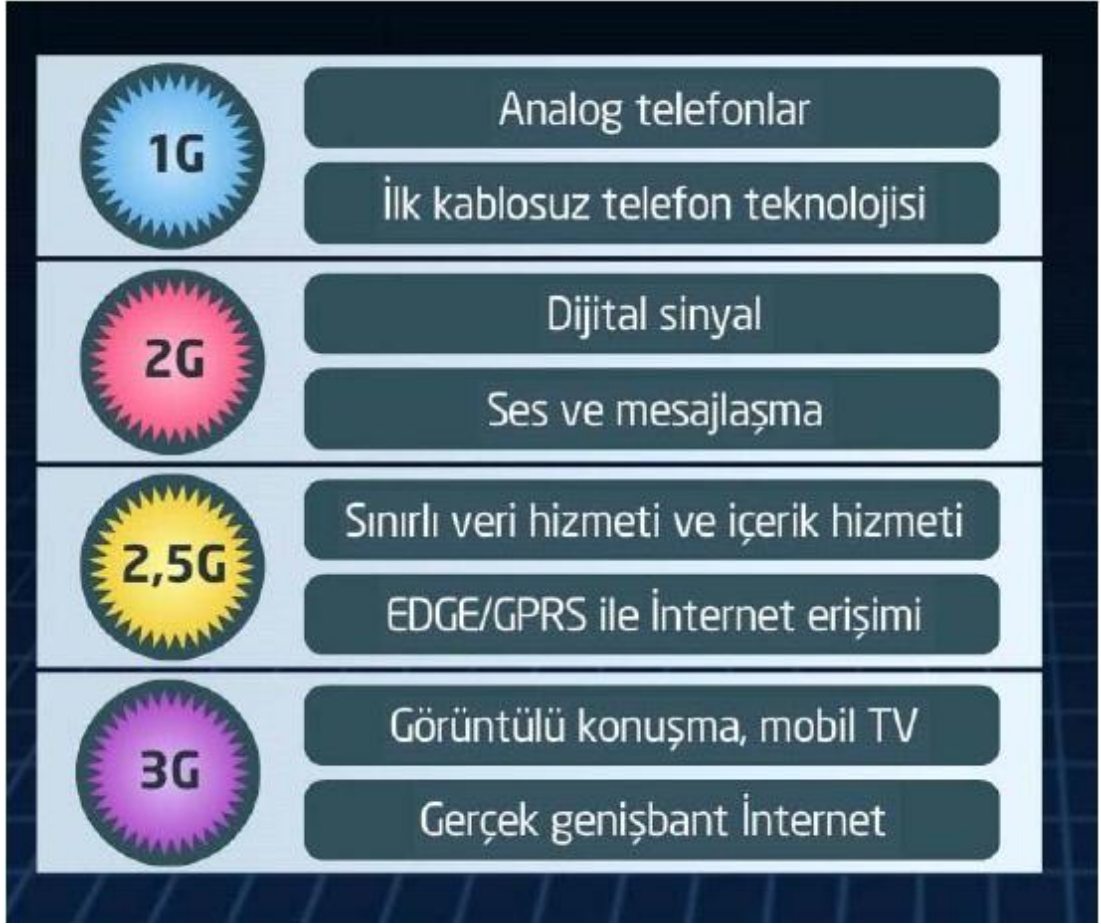 1G
Analog telefonlar
İlk kablosuz telefon teknolojisi
2G
Dijital sinyal
Ses ve mesajlaşma
2,5G
Sınırlı veri hizmeti ve içerik hizmeti
EDGE/GPRS ile İnternet erişimi
3G
Görüntülü konuşma, mobil TV
Gerçek genişbant İnternet